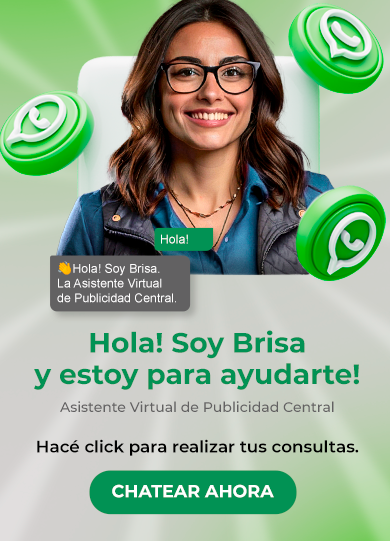 Hola!
👋Hola! Soy Brisa.
La Asistente Virtual
de Publicidad Central.
Hola! Soy Brisa
y estoy para ayudarte!
Asistente Virtual de Publicidad Central
Hacé click para realizar tus consultas.
CHATEAR AHORA